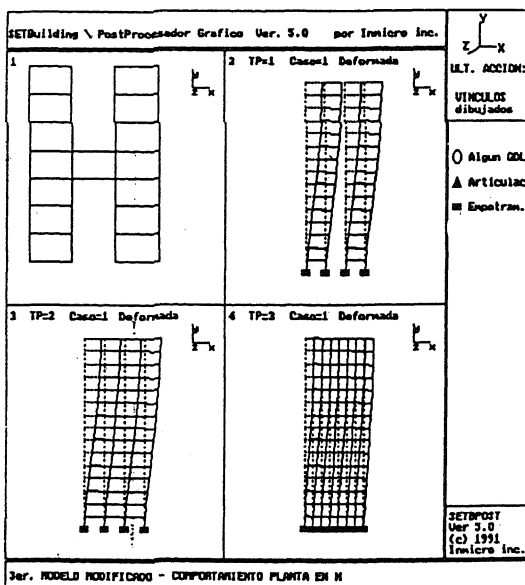 SETBuilding \ PostProcesador Grafico Ver. 5.0 por Inmicro inc.
Y
Z X
ULT. ACCION:
VINCULOS
dibujados
Algun GDL
Articulac
Empotram.
1
Y
Z X
2 TP=1 Caso=1 Deformada
Y
Z X
3 TP=2 Caso=1 Deformada
Y
Z X
4 TP=3 Caso=1 Deformada
Y
Z X
SETBPOST
Ver 5.0
(c) 1991
Inmicro inc.
3er. MODELO MODIFICADO - COMPORTAMIENTO PLANTA EN H